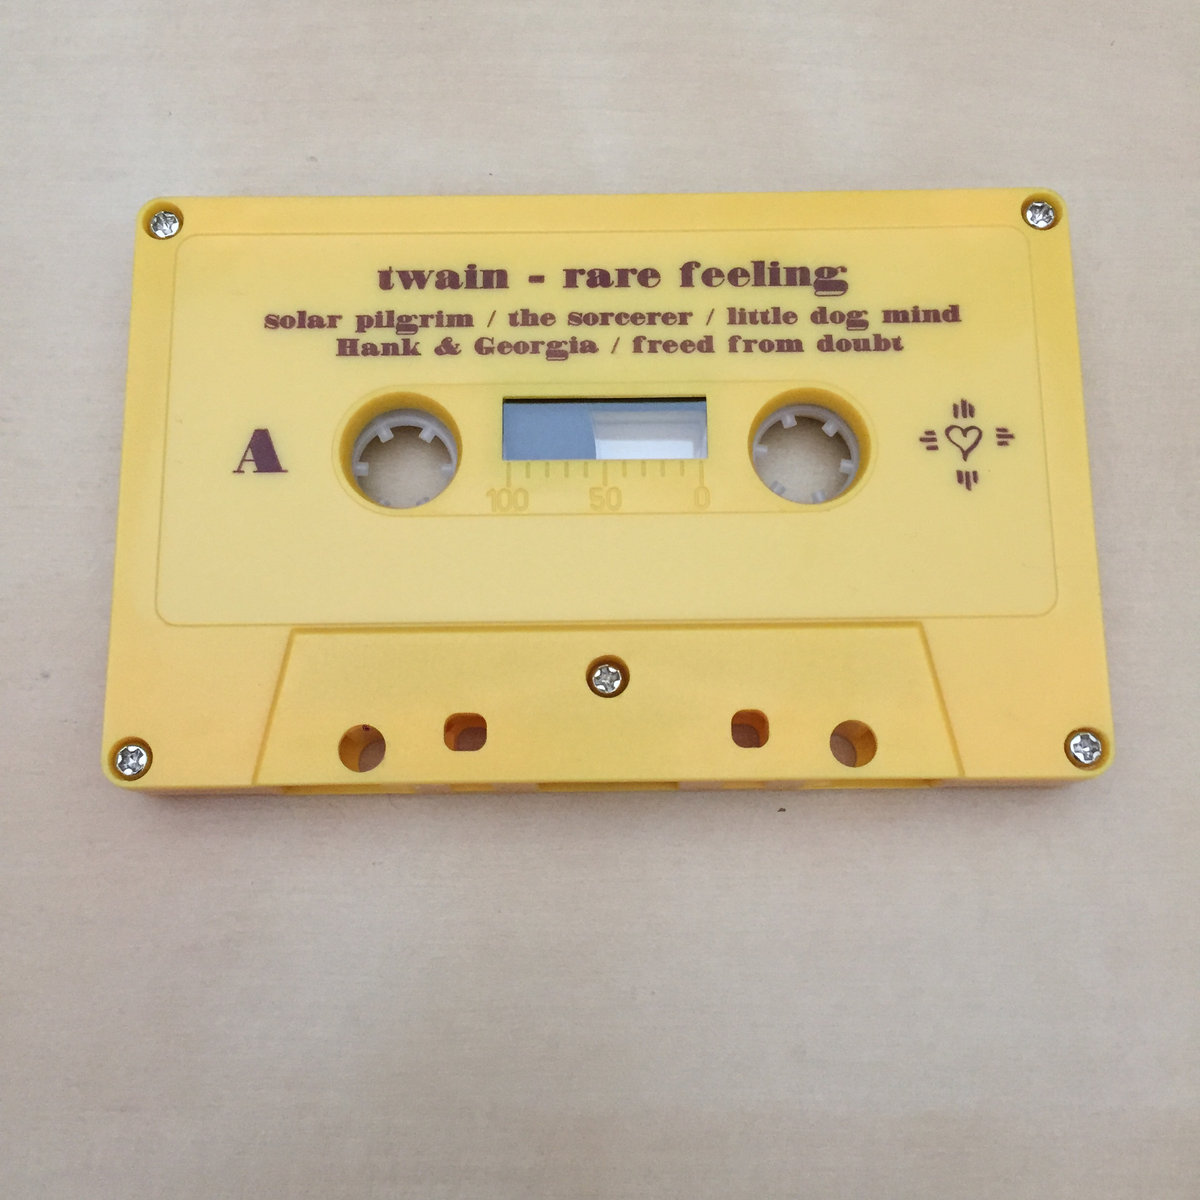 twain - rare feeling
solar pilgrim / the sorcerer / little dog mind
Hank & Georgia / freed from doubt
A
100 50 0